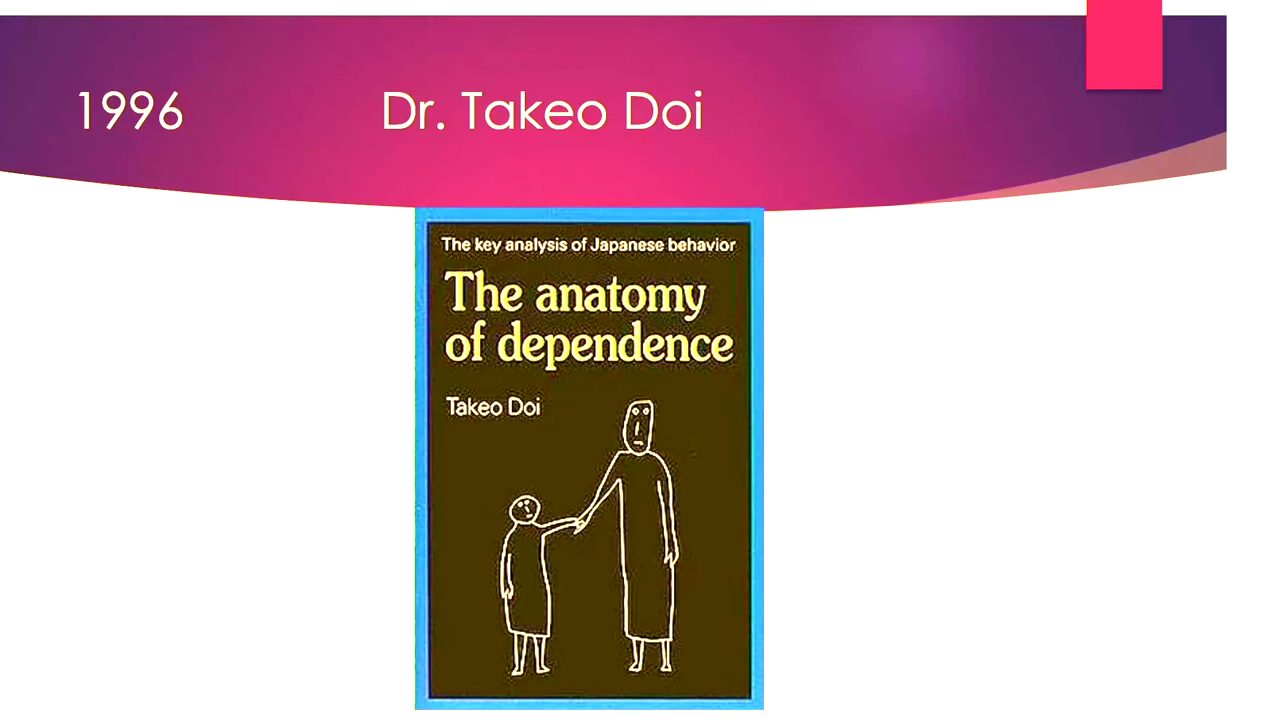 1996 Dr. Takeo Doi
The key analysis of Japanese behavior
The anatomy
of dependence
Takeo Doi